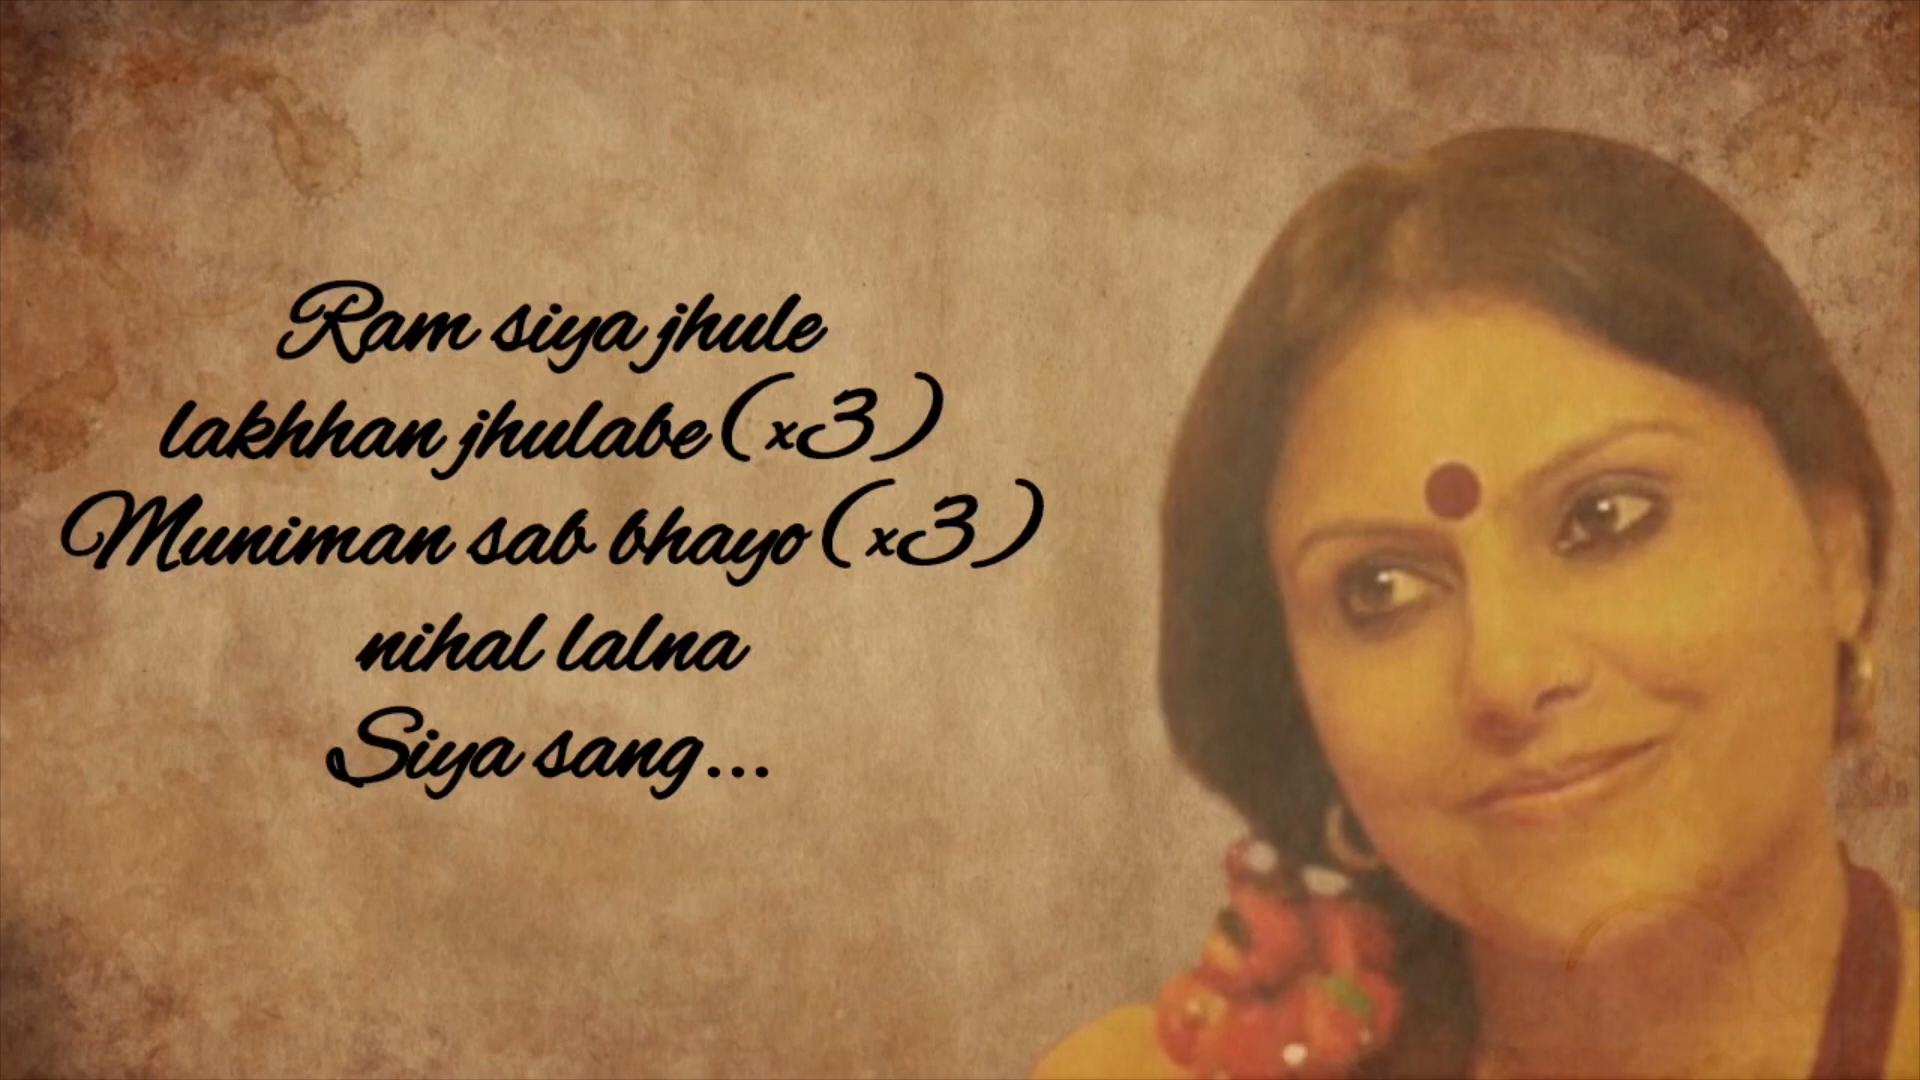 Ram siya jhule
lakhhan jhulabe (x3)
Muniman sab bhayo (x3)
nihal lalna
Siya sang...